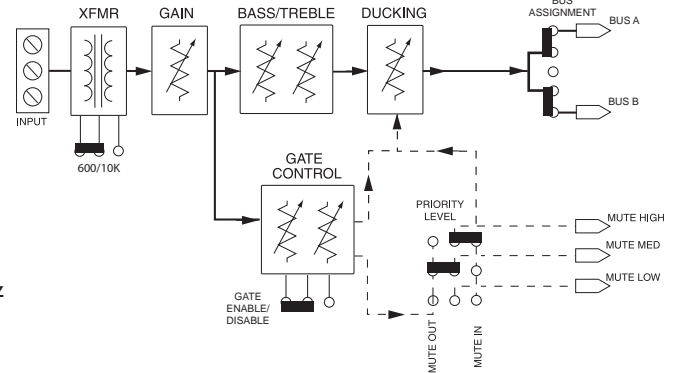 BUS
ASSIGNMENT
XFMR
GAIN
BASS/TREBLE
DUCKING
BUS A
BUS B
INPUT
600/10K
GATE
CONTROL
PRIORITY
LEVEL
MUTE HIGH
MUTE MED
MUTE LOW
GATE
ENABLE/
DISABLE
MUTE OUT
MUTE IN
z